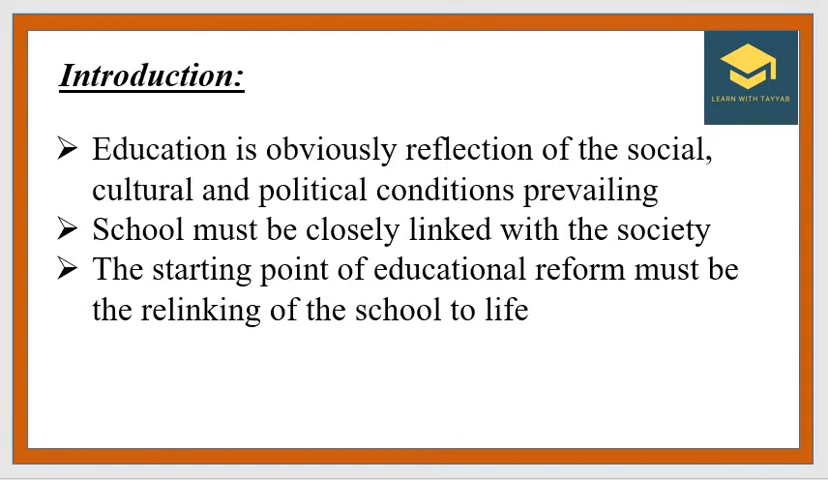 Introduction:
LEARN WITH TAYYAB
➢ Education is obviously reflection of the social,
cultural and political conditions prevailing
➢ School must be closely linked with the society
➢ The starting point of educational reform must be
the relinking of the school to life